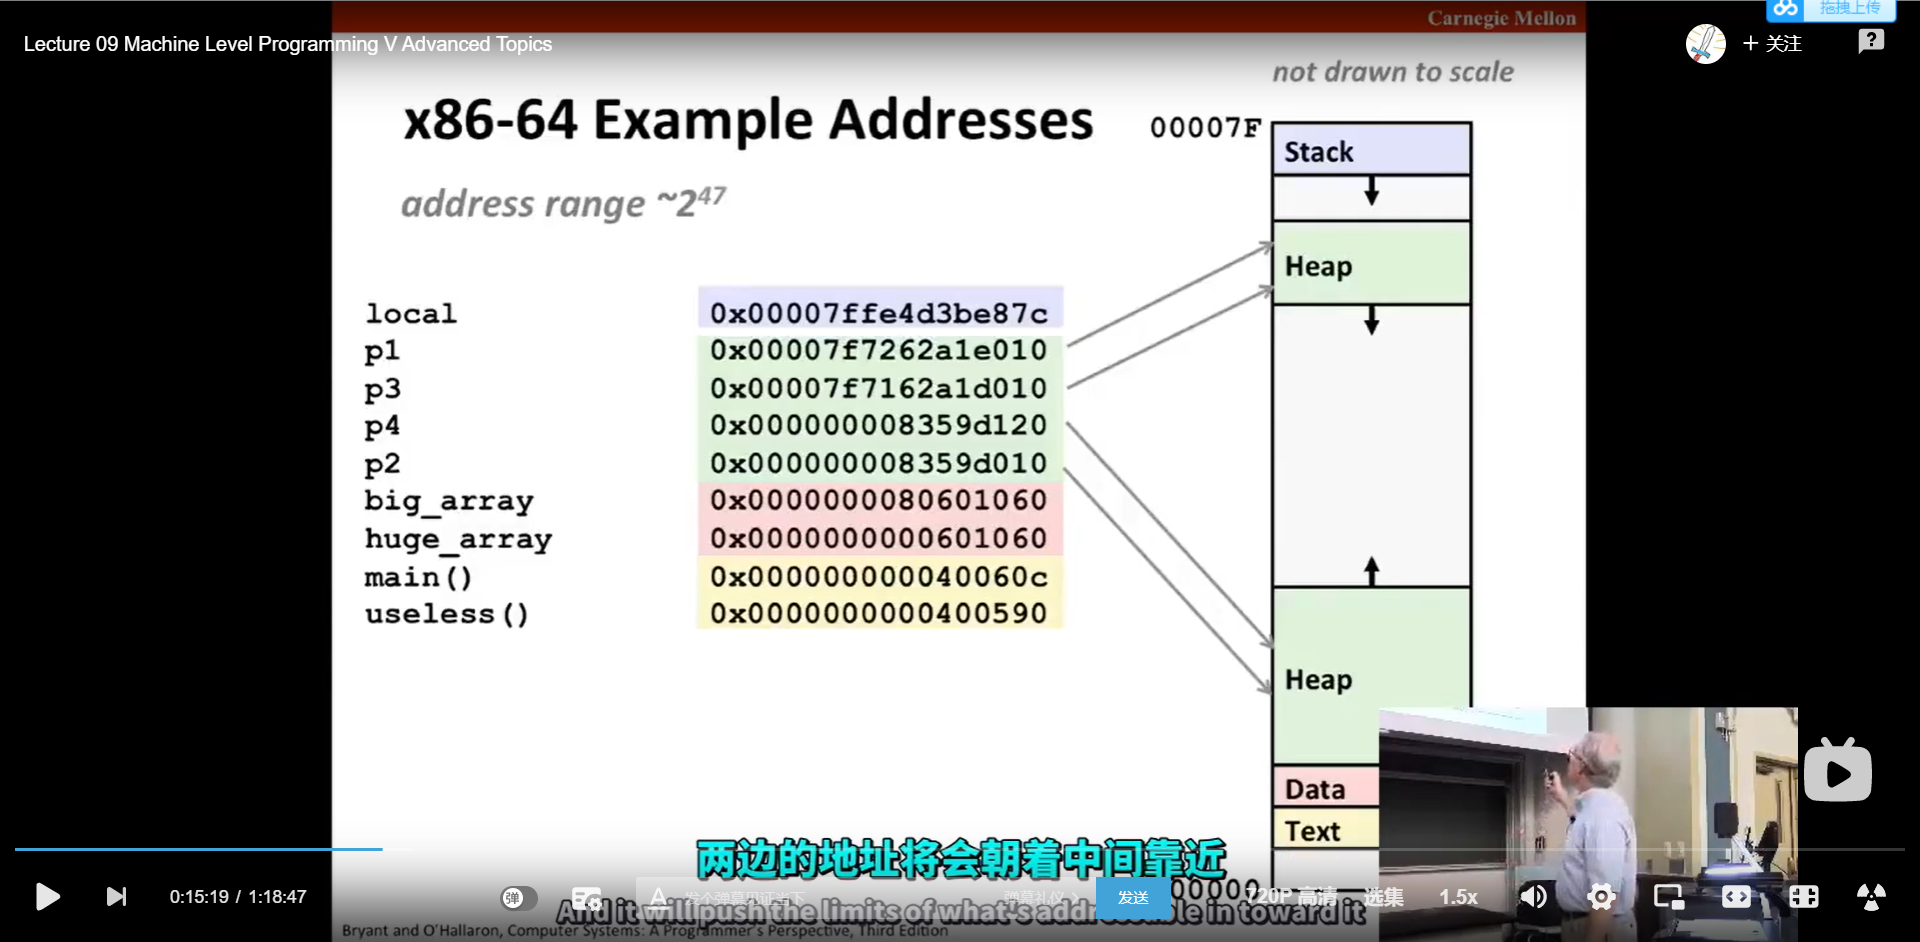 Carnegie Mellon
拖拽上传
Lecture 09 Machine Level Programming V Advanced Topics
+ 关注
?
not drawn to scale
x86-64 Example Addresses
00007F
Stack
address range ~2^47
Heap
local 0x00007ffe4d3be87c
p1 0x00007f7262a1e010
p3 0x00007f7162a1d010
p4 0x000000008359d120
p2 0x000000008359d010
big_array 0x0000000080601060
huge_array 0x0000000000601060
main() 0x000000000040060c
useless() 0x0000000000400590
Heap
Data
Text
两边的地址将会朝着中间靠近
0:15:19 / 1:18:47
弹
A 发个弹幕见证当下
弹幕礼仪 >
发送
00000
720P 高清
选集
1.5x
And it will push the limits of what's addressable in toward it
Bryant and O'Hallaron, Computer Systems: A Programmer's Perspective, Third Edition